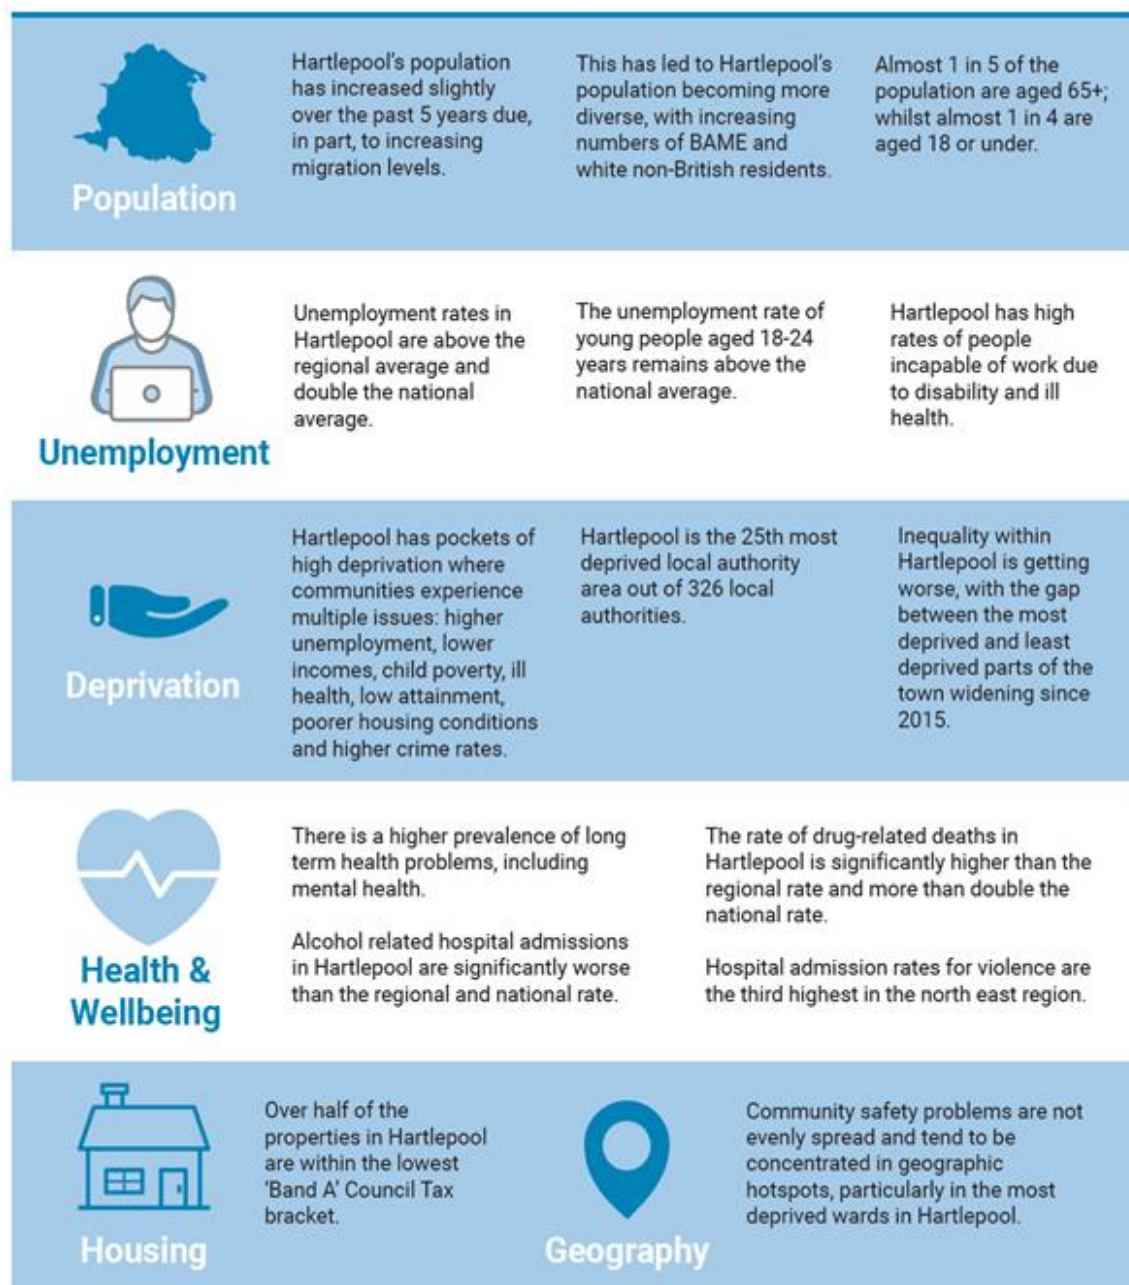 Population
Hartlepool's population
has increased slightly
over the past 5 years due,
in part, to increasing
migration levels.
This has led to Hartlepool's
population becoming more
diverse, with increasing
numbers of BAME and
white non-British residents.
Almost 1 in 5 of the
population are aged 65+;
whilst almost 1 in 4 are
aged 18 or under.
Unemployment
Unemployment rates in
Hartlepool are above the
regional average and
double the national
average.
The unemployment rate of
young people aged 18-24
years remains above the
national average.
Hartlepool has high
rates of people
incapable of work due
to disability and ill
health.
Deprivation
Hartlepool has pockets of
high deprivation where
communities experience
multiple issues: higher
unemployment, lower
incomes, child poverty, ill
health, low attainment,
poorer housing conditions
and higher crime rates.
Hartlepool is the 25th most
deprived local authority
area out of 326 local
authorities.
Inequality within
Hartlepool is getting
worse, with the gap
between the most
deprived and least
deprived parts of the
town widening since
2015.
Health &
Wellbeing
There is a higher prevalence of long
term health problems, including
mental health.
Alcohol related hospital admissions
in Hartlepool are significantly worse
than the regional and national rate.
The rate of drug-related deaths in
Hartlepool is significantly higher than the
regional rate and more than double the
national rate.
Hospital admission rates for violence are
the third highest in the north east region.
Housing
Over half of the
properties in Hartlepool
are within the lowest
'Band A' Council Tax
bracket.
Geography
Community safety problems are not
evenly spread and tend to be
concentrated in geographic
hotspots, particularly in the most
deprived wards in Hartlepool.